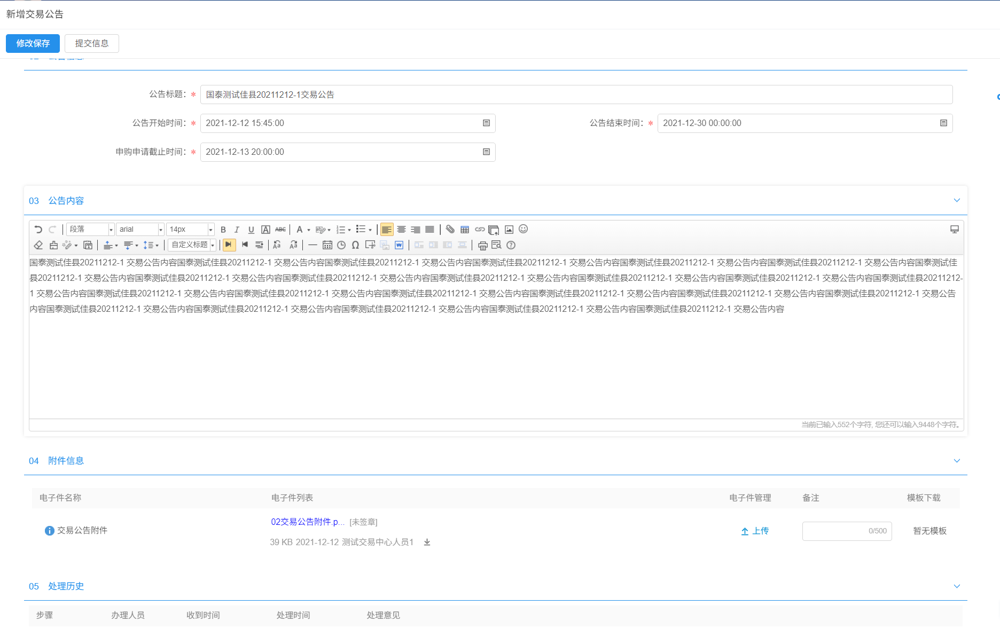 新增交易公告
修改保存 提交信息
公告标题：* 国泰测试佳县20211212-1交易公告
公告开始时间：* 2021-12-12 15:45:00 公告结束时间：* 2021-12-30 00:00:00
申购申请截止时间：* 2021-12-13 20:00:00
03 公告内容
段落 arial 14px B I U A ABC A
自定义标题
国泰测试佳县20211212-1 交易公告内容国泰测试佳县20211212-1 交易公告内容国泰测试佳县20211212-1 交易公告内容国泰测试佳县20211212-1 交易公告内容国泰测试佳县20211212-1 交易公告内容国泰测试佳县20211212-1 交易公告内容国泰测试佳
县20211212-1 交易公告内容国泰测试佳县20211212-1 交易公告内容国泰测试佳县20211212-1 交易公告内容国泰测试佳县20211212-1 交易公告内容国泰测试佳县20211212-1 交易公告内容国泰测试佳县20211212-1 交易公告内容国泰测试佳县20211212-
1 交易公告内容国泰测试佳县20211212-1 交易公告内容国泰测试佳县20211212-1 交易公告内容国泰测试佳县20211212-1 交易公告内容国泰测试佳县20211212-1 交易公告内容国泰测试佳县20211212-1 交易公告内容国泰测试佳县20211212-1 交易公告
内容国泰测试佳县20211212-1 交易公告内容国泰测试佳县20211212-1 交易公告内容国泰测试佳县20211212-1 交易公告内容国泰测试佳县20211212-1 交易公告内容国泰测试佳县20211212-1 交易公告内容
当前已输入552个字符, 您还可以输入9448个字符。
04 附件信息
电子件名称 电子件列表 电子件管理 备注 模板下载
02交易公告附件.p... [未签章]
交易公告附件 上传 0/500 暂无模板
39 KB 2021-12-12 测试交易中心人员1
05 处理历史
步骤 办理人员 收到时间 处理时间 处理意见